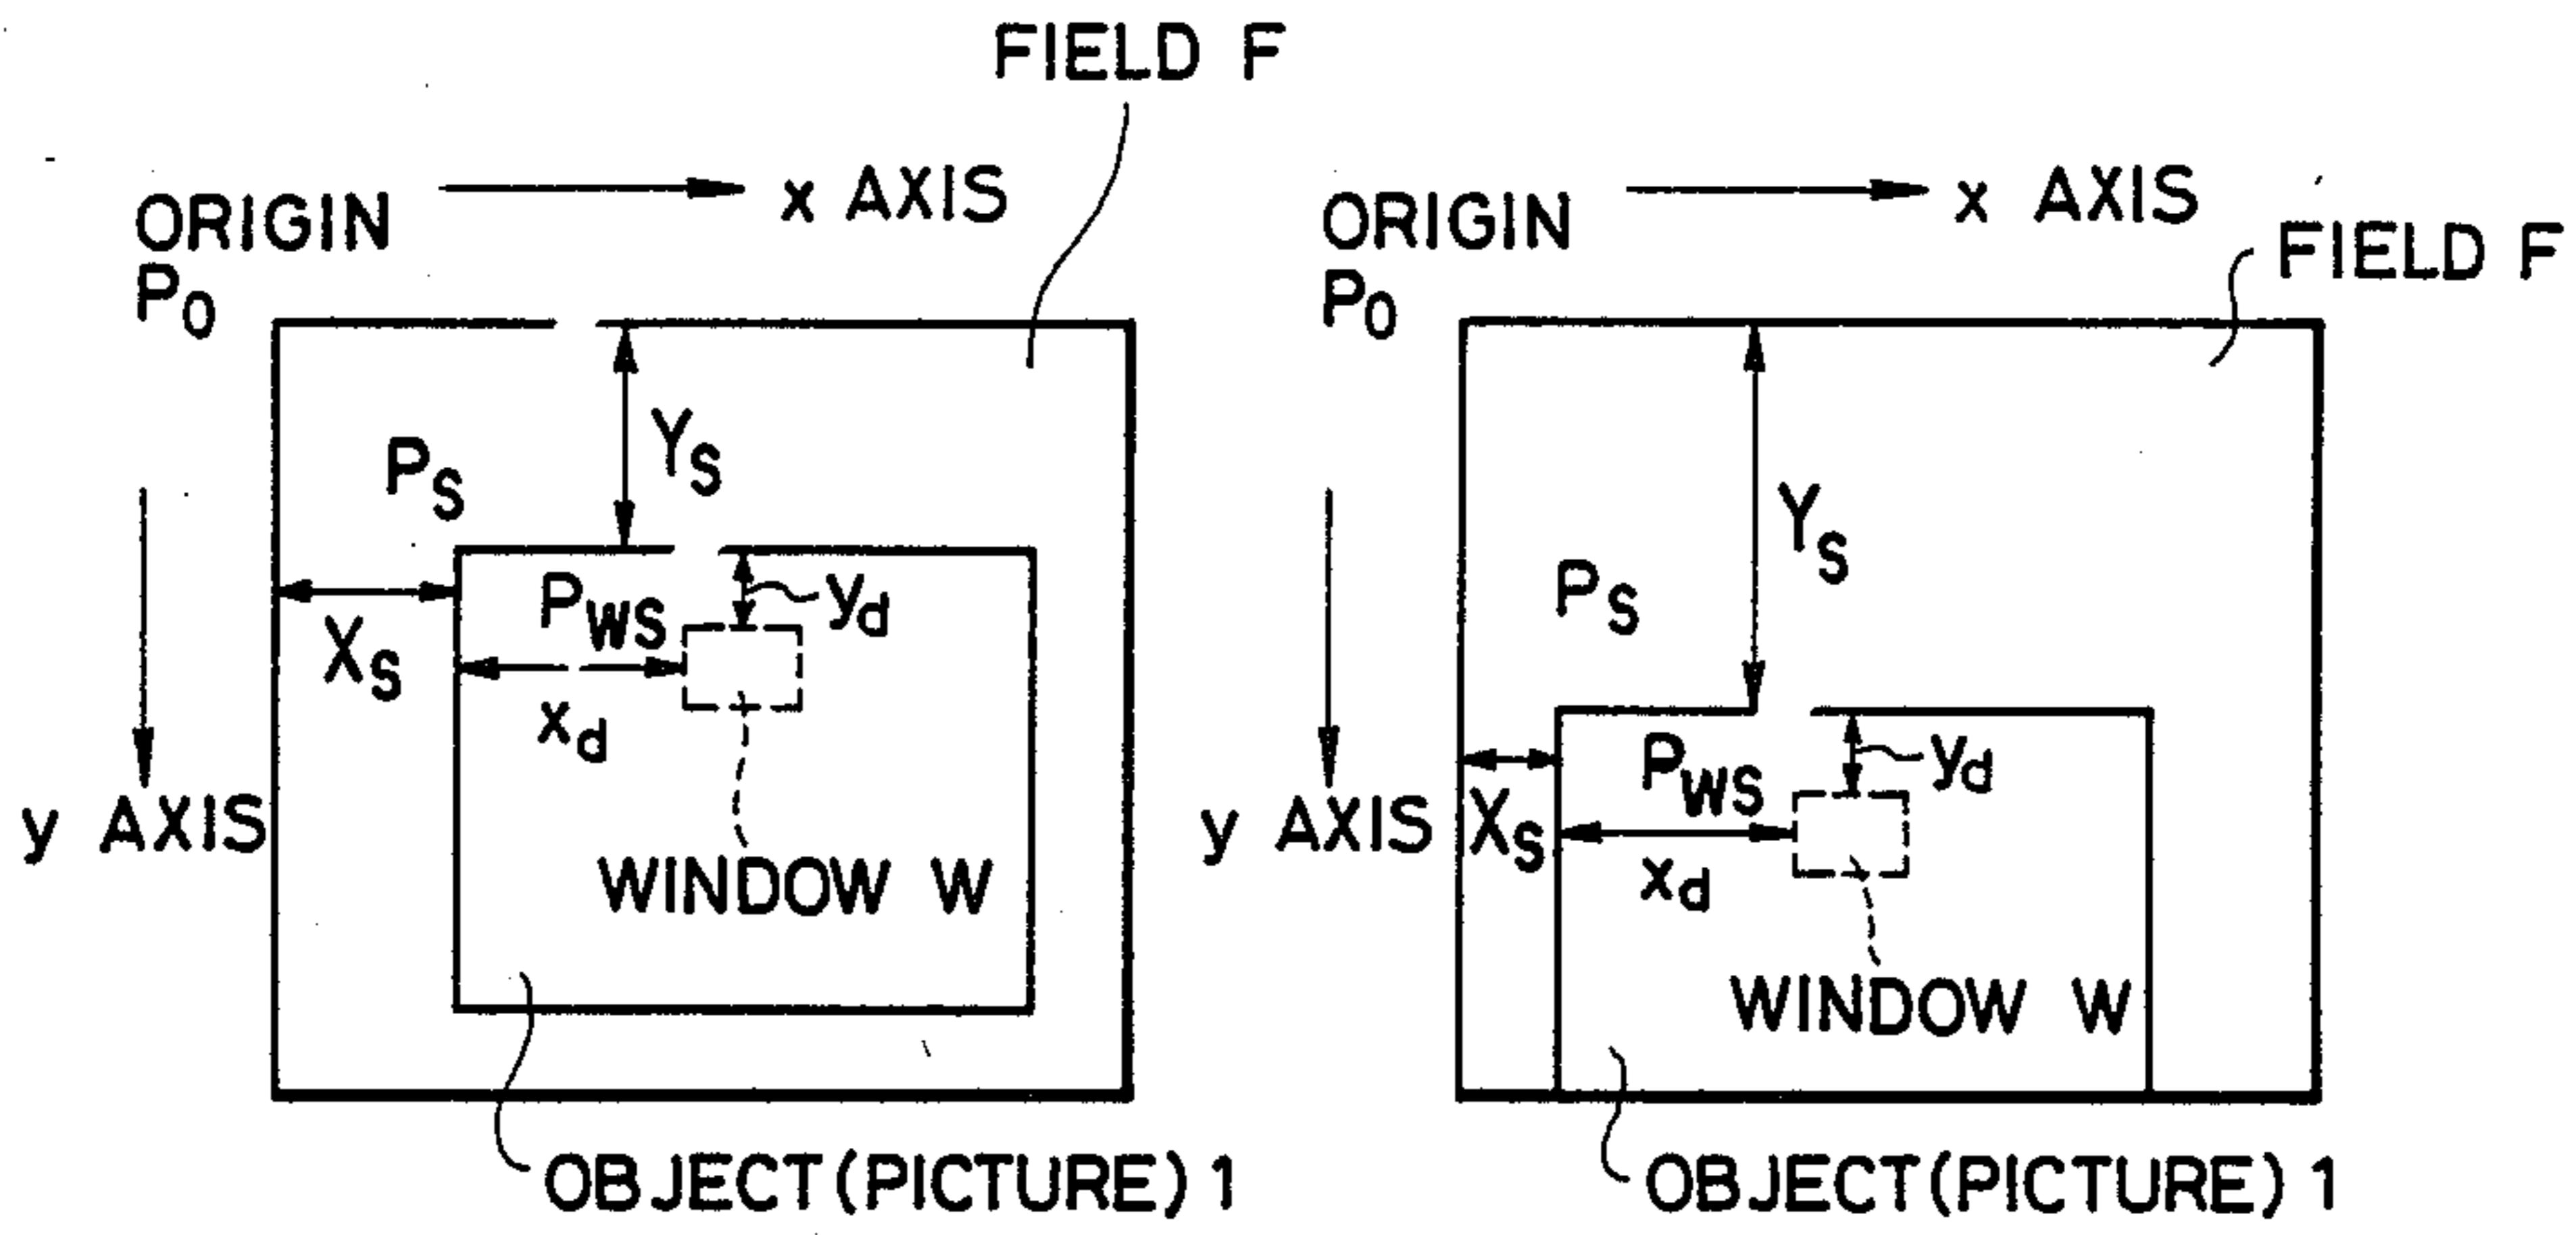 FIELD F
x AXIS
ORIGIN
P0
YS
PS
PWS
yd
XS
xd
y AXIS
WINDOW W
OBJECT(PICTURE) 1
x AXIS
ORIGIN
FIELD F
P0
YS
PS
PWS
yd
y AXIS
XS
xd
WINDOW W
OBJECT(PICTURE) 1